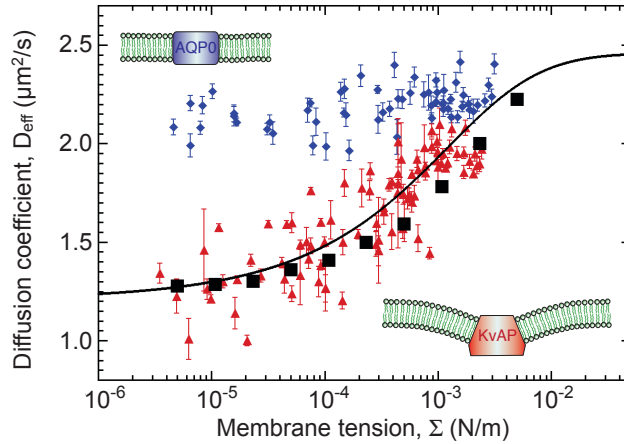 Diffusion coefficient, D_eff (μm²/s)
2.5
2.0
1.5
1.0
AQP0
KvAP
10⁻⁶
10⁻⁵
10⁻⁴
10⁻³
10⁻²
Membrane tension, Σ (N/m)